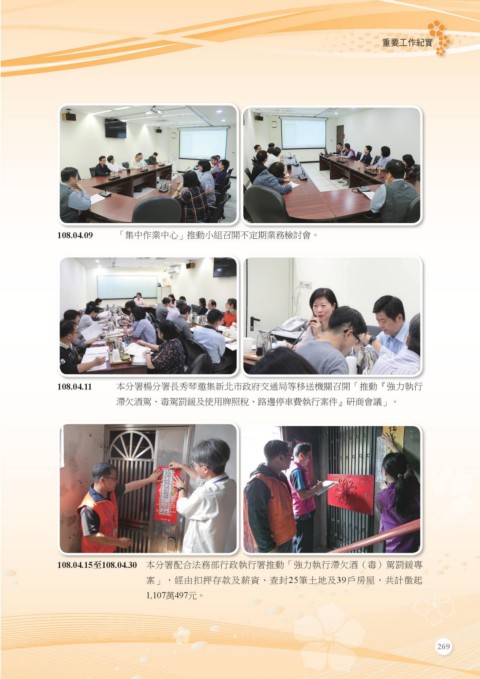 重要工作紀實
108.04.09 「集中作業中心」推動小組召開不定期業務檢討會。
108.04.11 本分署楊分署長秀琴邀集新北市政府交通局等移送機關召開「推動『強力執行
滯欠酒駕、毒駕罰鍰及使用牌照稅、路邊停車費執行案件』研商會議」。
108.04.15至108.04.30 本分署配合法務部行政執行署推動「強力執行滯欠酒（毒）駕罰鍰專
案」，經由扣押存款及薪資、查封25筆土地及39戶房屋，共計徵起
1,107萬497元。
269